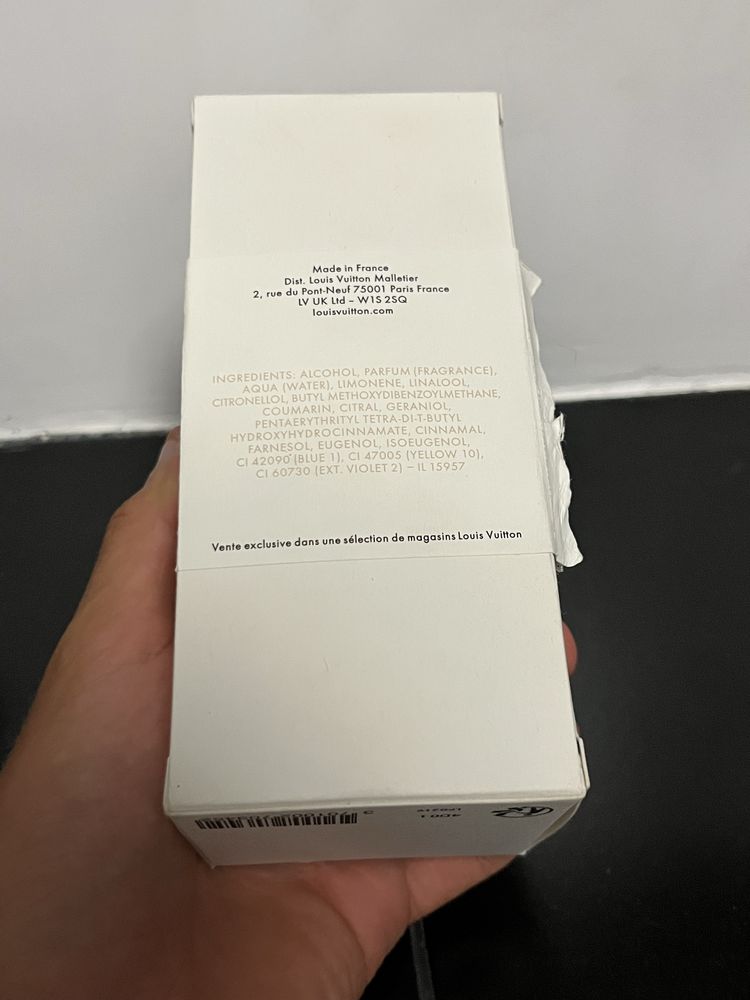 Made in France
Dist. Louis Vuitton Malletier
2, rue du Pont-Neuf 75001 Paris France
LV UK Ltd – W1S 2SQ
louisvuitton.com
INGREDIENTS: ALCOHOL, PARFUM (FRAGRANCE),
AQUA (WATER), LIMONENE, LINALOOL,
CITRONELLOL, BUTYL METHOXYDIBENZOYLMETHANE,
COUMARIN, CITRAL, GERANIOL,
PENTAERYTHRITYL TETRA-DI-T-BUTYL
HYDROXYHYDROCINNAMATE, CINNAMAL,
FARNESOL, EUGENOL, ISOEUGENOL,
CI 42090 (BLUE 1), CI 47005 (YELLOW 10),
CI 60730 (EXT. VIOLET 2) – IL 15957
Vente exclusive dans une sélection de magasins Louis Vuitton
4D01